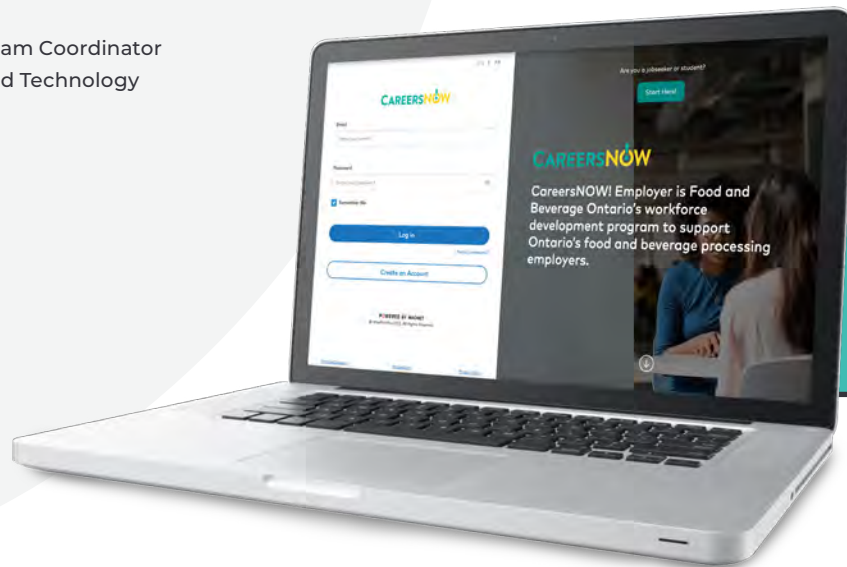 am Coordinator
d Technology
CAREERSNOW
Email
Password
Remember Me
Log in
Create an Account
POWERED BY MAGNET
Are you a jobseeker or student?
Start Here!
CAREERSNOW
CareersNOW! Employer is Food and
Beverage Ontario's workforce
development program to support
Ontario's food and beverage processing
employers.